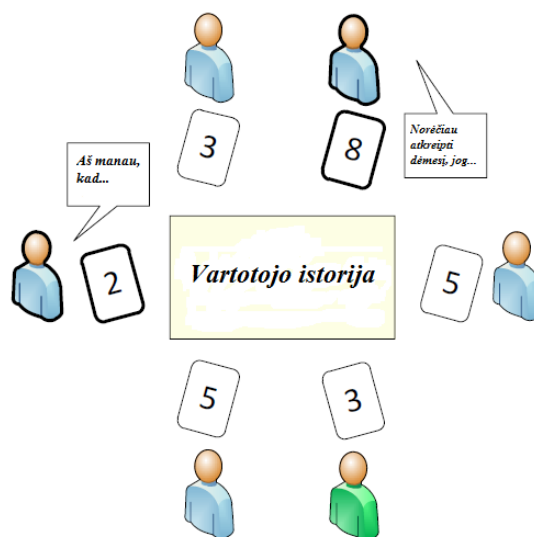 3
8
Norėčiau
atkreipti
dėmesį, jog...
Aš manau,
kad...
2
Vartotojo istorija
5
5
3